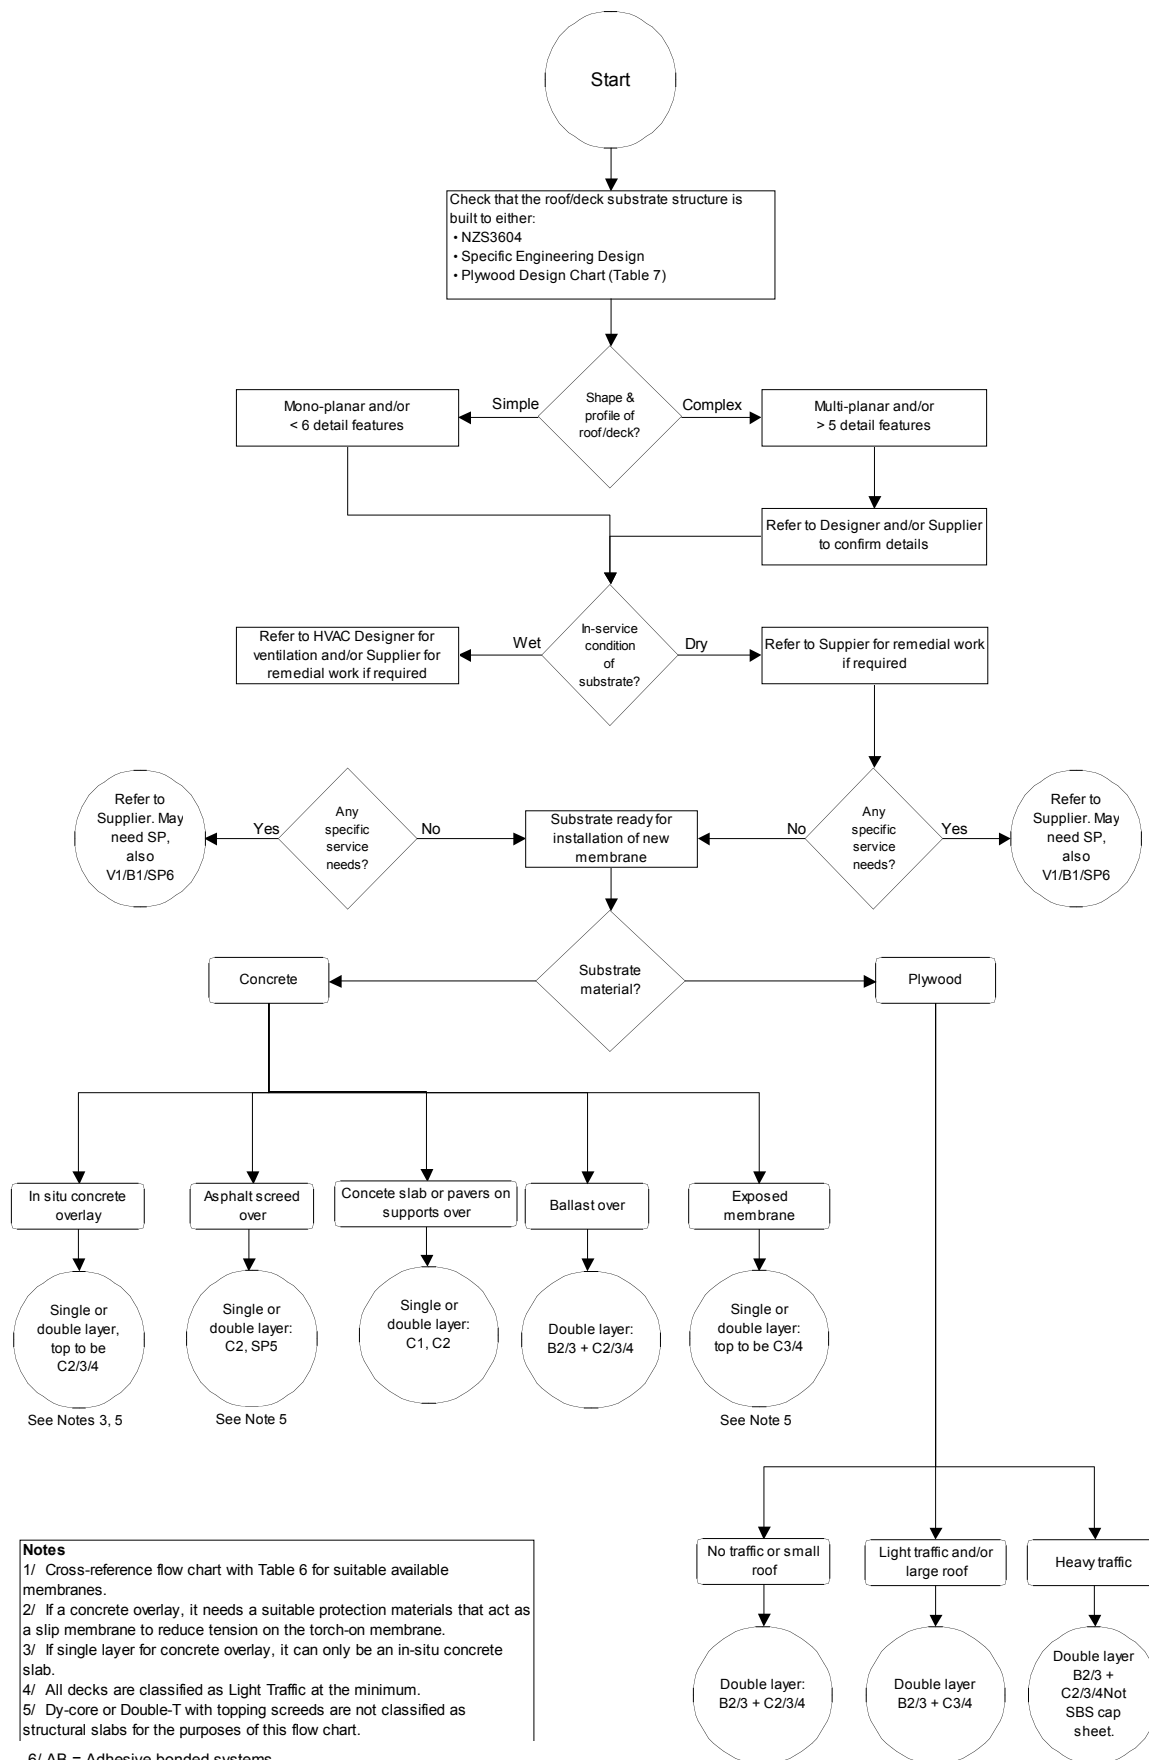 Start
Check that the roof/deck substrate structure is
built to either:
• NZS3604
• Specific Engineering Design
• Plywood Design Chart (Table 7)
Shape &
profile of
roof/deck?
Simple
Complex
Mono-planar and/or
< 6 detail features
Multi-planar and/or
> 5 detail features
Refer to Designer and/or Supplier
to confirm details
In-service
condition
of
substrate?
Wet
Dry
Refer to HVAC Designer for
ventilation and/or Supplier for
remedial work if required
Refer to Suppier for remedial work
if required
Refer to
Supplier. May
need SP,
also
V1/B1/SP6
Yes
Any
specific
service
needs?
No
Substrate ready for
installation of new
membrane
No
Any
specific
service
needs?
Yes
Refer to
Supplier. May
need SP,
also
V1/B1/SP6
Concrete
Substrate
material?
Plywood
In situ concrete
overlay
Asphalt screed
over
Concete slab or pavers on
supports over
Ballast over
Exposed
membrane
Single or
double layer,
top to be
C2/3/4
Single or
double layer:
C2, SP5
Single or
double layer:
C1, C2
Double layer:
B2/3 + C2/3/4
Single or
double layer:
top to be C3/4
See Notes 3, 5
See Note 5
See Note 5
No traffic or small
roof
Light traffic and/or
large roof
Heavy traffic
Double layer:
B2/3 + C2/3/4
Double layer
B2/3 + C3/4
Double layer
B2/3 +
C2/3/4Not
SBS cap
sheet.
Notes
1/ Cross-reference flow chart with Table 6 for suitable available
membranes.
2/ If a concrete overlay, it needs a suitable protection materials that act as
a slip membrane to reduce tension on the torch-on membrane.
3/ If single layer for concrete overlay, it can only be an in-situ concrete
slab.
4/ All decks are classified as Light Traffic at the minimum.
5/ Dy-core or Double-T with topping screeds are not classified as
structural slabs for the purposes of this flow chart.
6/ AB = Adhesive bonded systems